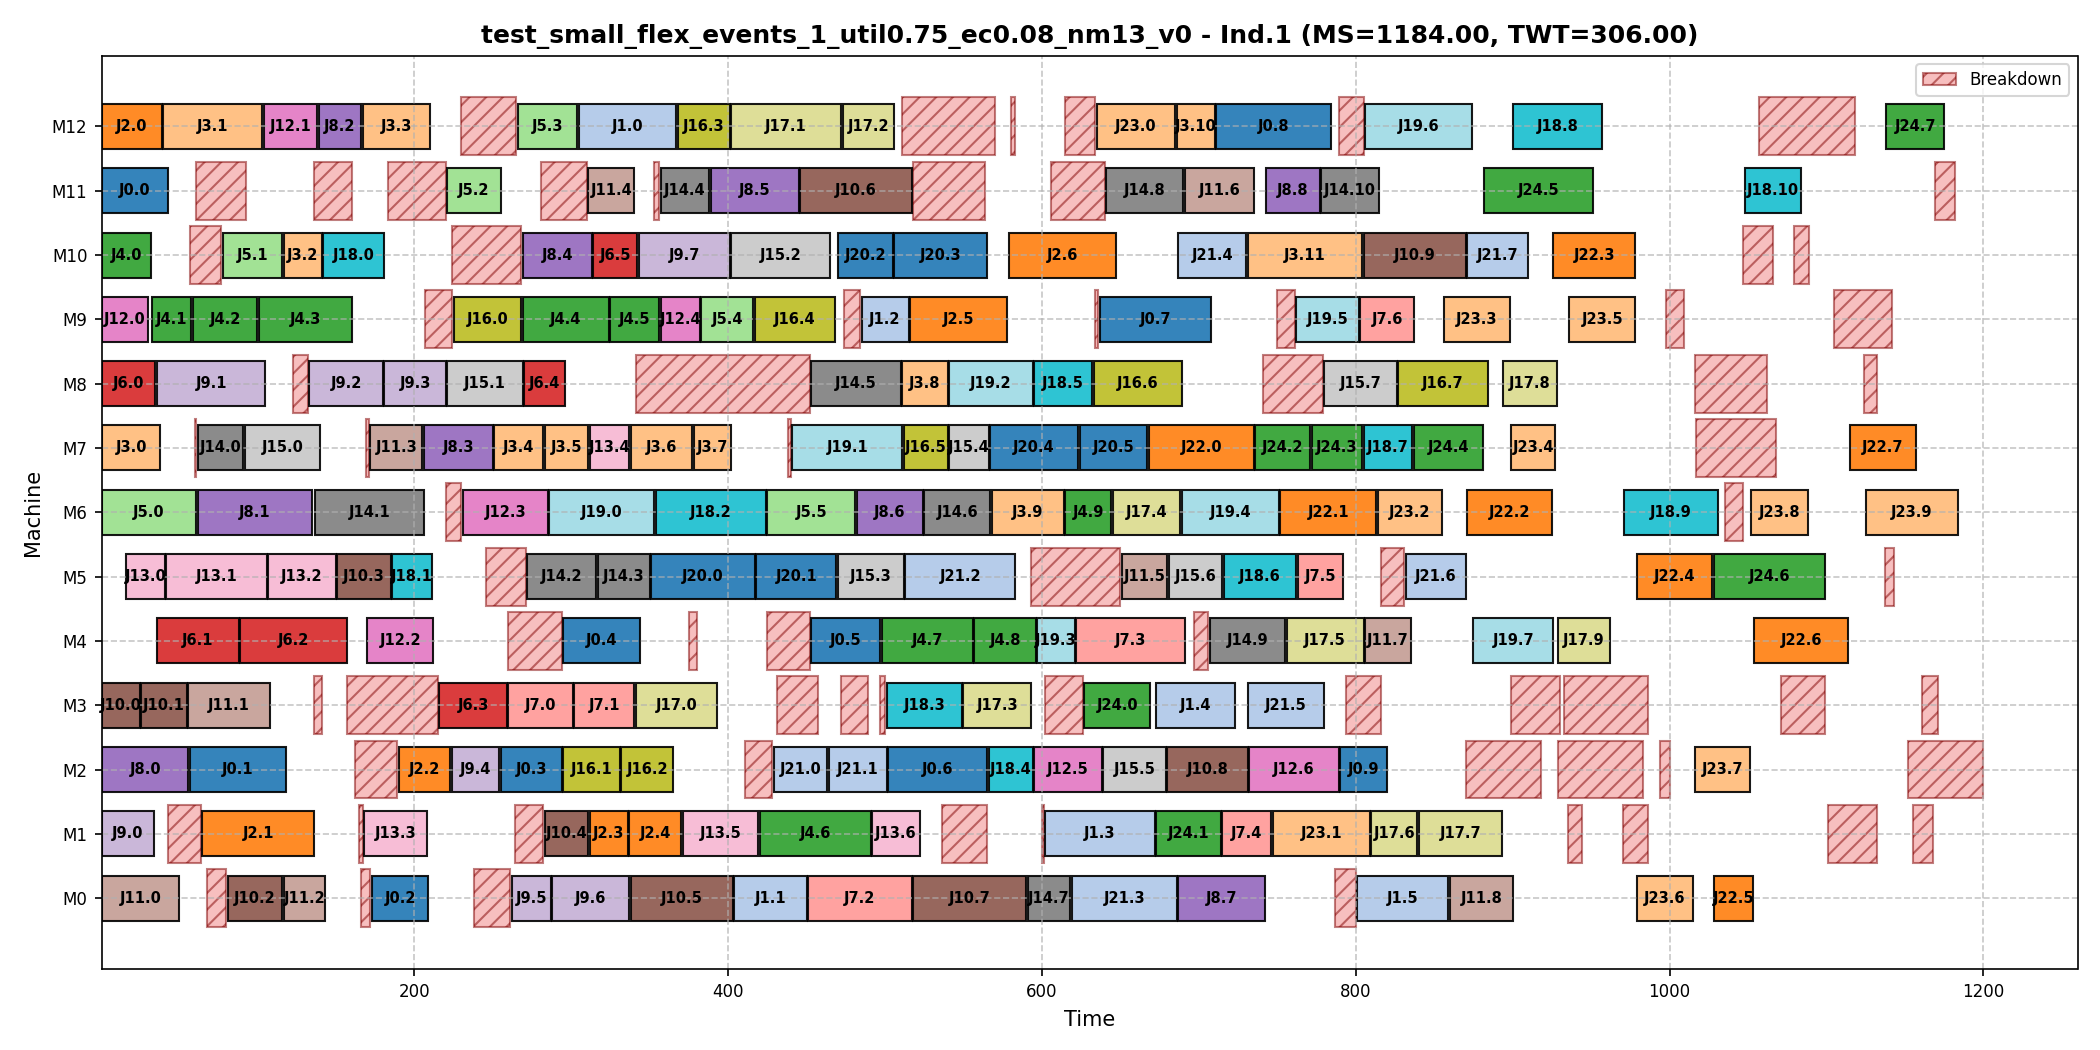 test_small_flex_events_1_util0.75_ec0.08_nm13_v0 - Ind.1 (MS=1184.00, TWT=306.00)
Breakdown
M12 J2.0 J3.1 J12.1 J8.2 J3.3 J5.3 J1.0 J16.3 J17.1 J17.2 J23.0 J3.10 J0.8 J19.6 J18.8 J24.7
M11 J0.0 J5.2 J11.4 J14.4 J8.5 J10.6 J14.8 J11.6 J8.8 J14.10 J24.5 J18.10
M10 J4.0 J5.1 J3.2 J18.0 J8.4 J6.5 J9.7 J15.2 J20.2 J20.3 J2.6 J21.4 J3.11 J10.9 J21.7 J22.3
M9 J12.0 J4.1 J4.2 J4.3 J16.0 J4.4 J4.5 J12.4 J5.4 J16.4 J1.2 J2.5 J0.7 J19.5 J7.6 J23.3 J23.5
M8 J6.0 J9.1 J9.2 J9.3 J15.1 J6.4 J14.5 J3.8 J19.2 J18.5 J16.6 J15.7 J16.7 J17.8
M7 J3.0 J14.0 J15.0 J11.3 J8.3 J3.4 J3.5 J13.4 J3.6 J3.7 J19.1 J16.5 J15.4 J20.4 J20.5 J22.0 J24.2 J24.3 J18.7 J24.4 J23.4 J22.7
M6 J5.0 J8.1 J14.1 J12.3 J19.0 J18.2 J5.5 J8.6 J14.6 J3.9 J4.9 J17.4 J19.4 J22.1 J23.2 J22.2 J18.9 J23.8 J23.9
M5 J13.0 J13.1 J13.2 J10.3 J18.1 J14.2 J14.3 J20.0 J20.1 J15.3 J21.2 J11.5 J15.6 J18.6 J7.5 J21.6 J22.4 J24.6
M4 J6.1 J6.2 J12.2 J0.4 J0.5 J4.7 J4.8 J19.3 J7.3 J14.9 J17.5 J11.7 J19.7 J17.9 J22.6
M3 J10.0 J10.1 J11.1 J6.3 J7.0 J7.1 J17.0 J18.3 J17.3 J24.0 J1.4 J21.5
M2 J8.0 J0.1 J2.2 J9.4 J0.3 J16.1 J16.2 J21.0 J21.1 J0.6 J18.4 J12.5 J15.5 J10.8 J12.6 J0.9 J23.7
M1 J9.0 J2.1 J13.3 J10.4 J2.3 J2.4 J13.5 J4.6 J13.6 J1.3 J24.1 J7.4 J23.1 J17.6 J17.7
M0 J11.0 J10.2 J11.2 J0.2 J9.5 J9.6 J10.5 J1.1 J7.2 J10.7 J14.7 J21.3 J8.7 J1.5 J11.8 J23.6 J22.5
Machine
200 400 600 800 1000 1200
Time